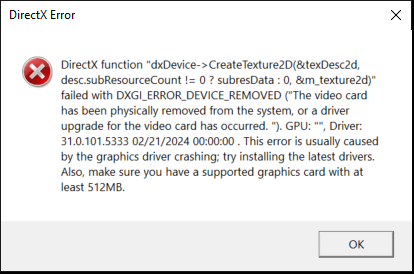 DirectX Error
DirectX function "dxDevice->CreateTexture2D(&texDesc2d,
desc.subResourceCount != 0 ? subresData : 0, &m_texture2d)"
failed with DXGI_ERROR_DEVICE_REMOVED ("The video card
has been physically removed from the system, or a driver
upgrade for the video card has occurred. "). GPU: "", Driver:
31.0.101.5333 02/21/2024 00:00:00 . This error is usually caused
by the graphics driver crashing; try installing the latest drivers.
Also, make sure you have a supported graphics card with at
least 512MB.
OK